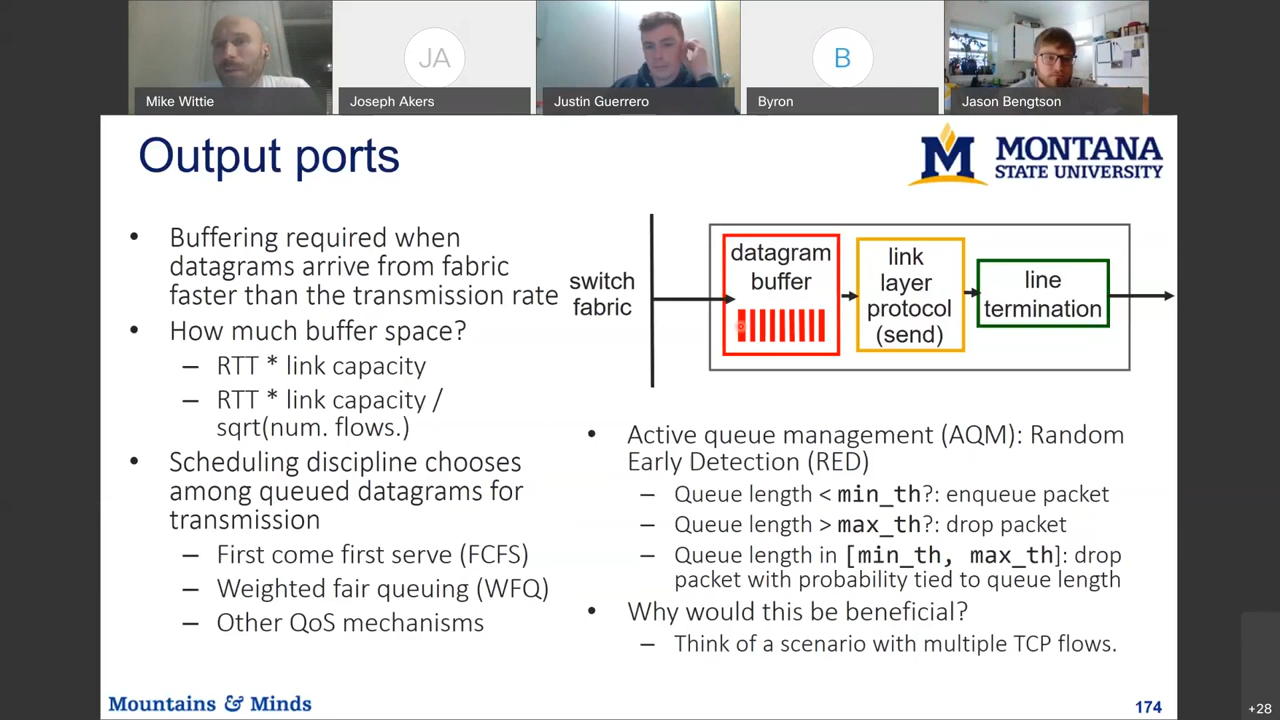 JA
B
Mike Wittie
Joseph Akers
Justin Guerrero
Byron
Jason Bengtson
Output ports
M
MONTANA
STATE UNIVERSITY
• Buffering required when
datagrams arrive from fabric
faster than the transmission rate
• How much buffer space?
– RTT * link capacity
– RTT * link capacity /
sqrt(num. flows.)
• Scheduling discipline chooses
among queued datagrams for
transmission
– First come first serve (FCFS)
– Weighted fair queuing (WFQ)
– Other QoS mechanisms
switch
fabric
datagram
buffer
link
layer
protocol
(send)
line
termination
• Active queue management (AQM): Random
Early Detection (RED)
– Queue length < min_th?: enqueue packet
– Queue length > max_th?: drop packet
– Queue length in [min_th, max_th]: drop
packet with probability tied to queue length
• Why would this be beneficial?
– Think of a scenario with multiple TCP flows.
Mountains & Minds
174
+28